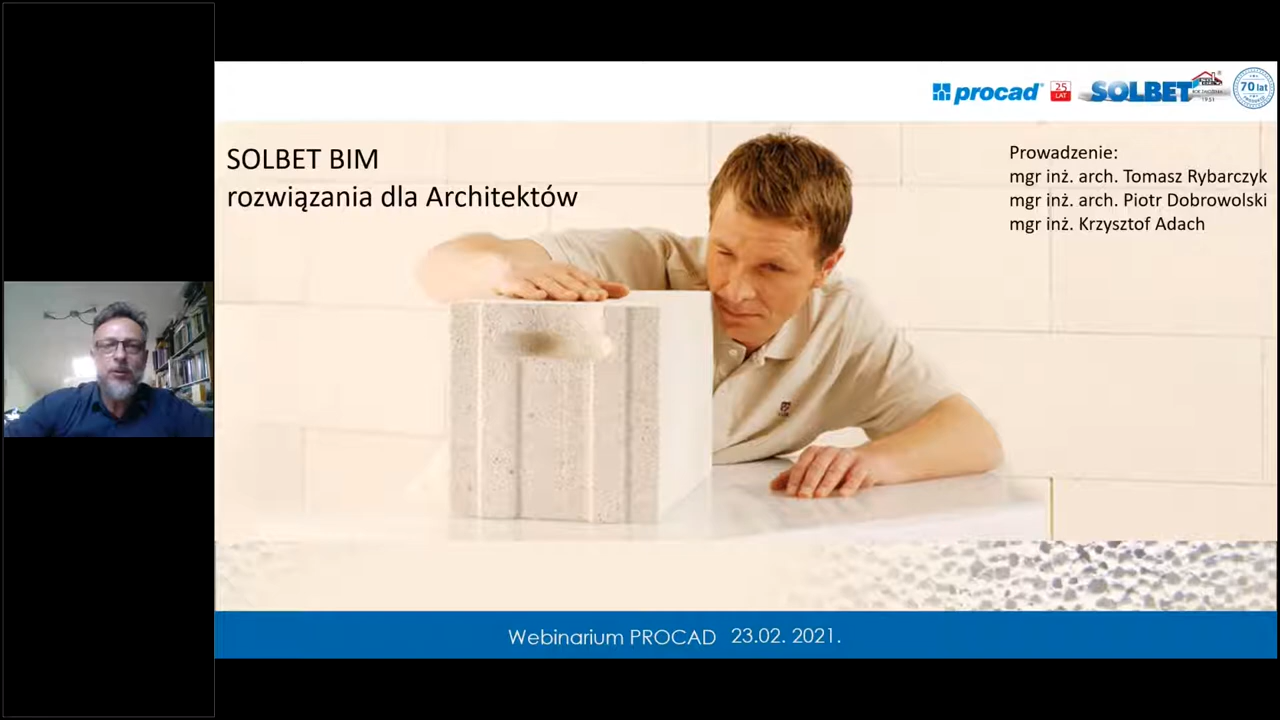 procad
25
LAT
SOLBET
70 lat
SOLBET BIM
rozwiązania dla Architektów
Prowadzenie:
mgr inż. arch. Tomasz Rybarczyk
mgr inż. arch. Piotr Dobrowolski
mgr inż. Krzysztof Adach
Webinarium PROCAD 23.02. 2021.